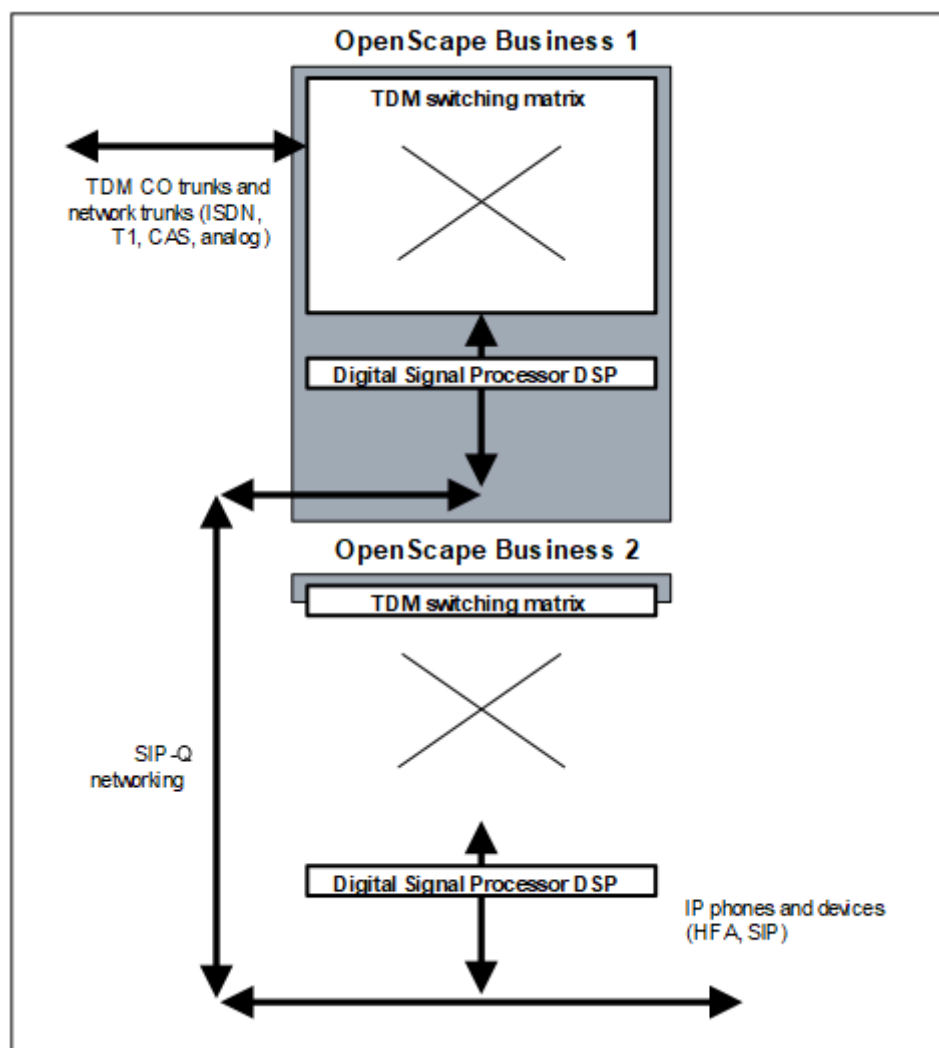 OpenScape Business 1
TDM switching matrix
TDM CO trunks and
network trunks (ISDN,
T1, CAS, analog)
Digital Signal Processor DSP
OpenScape Business 2
TDM switching matrix
SIP-Q
networking
Digital Signal Processor DSP
IP phones and devices
(HFA, SIP)